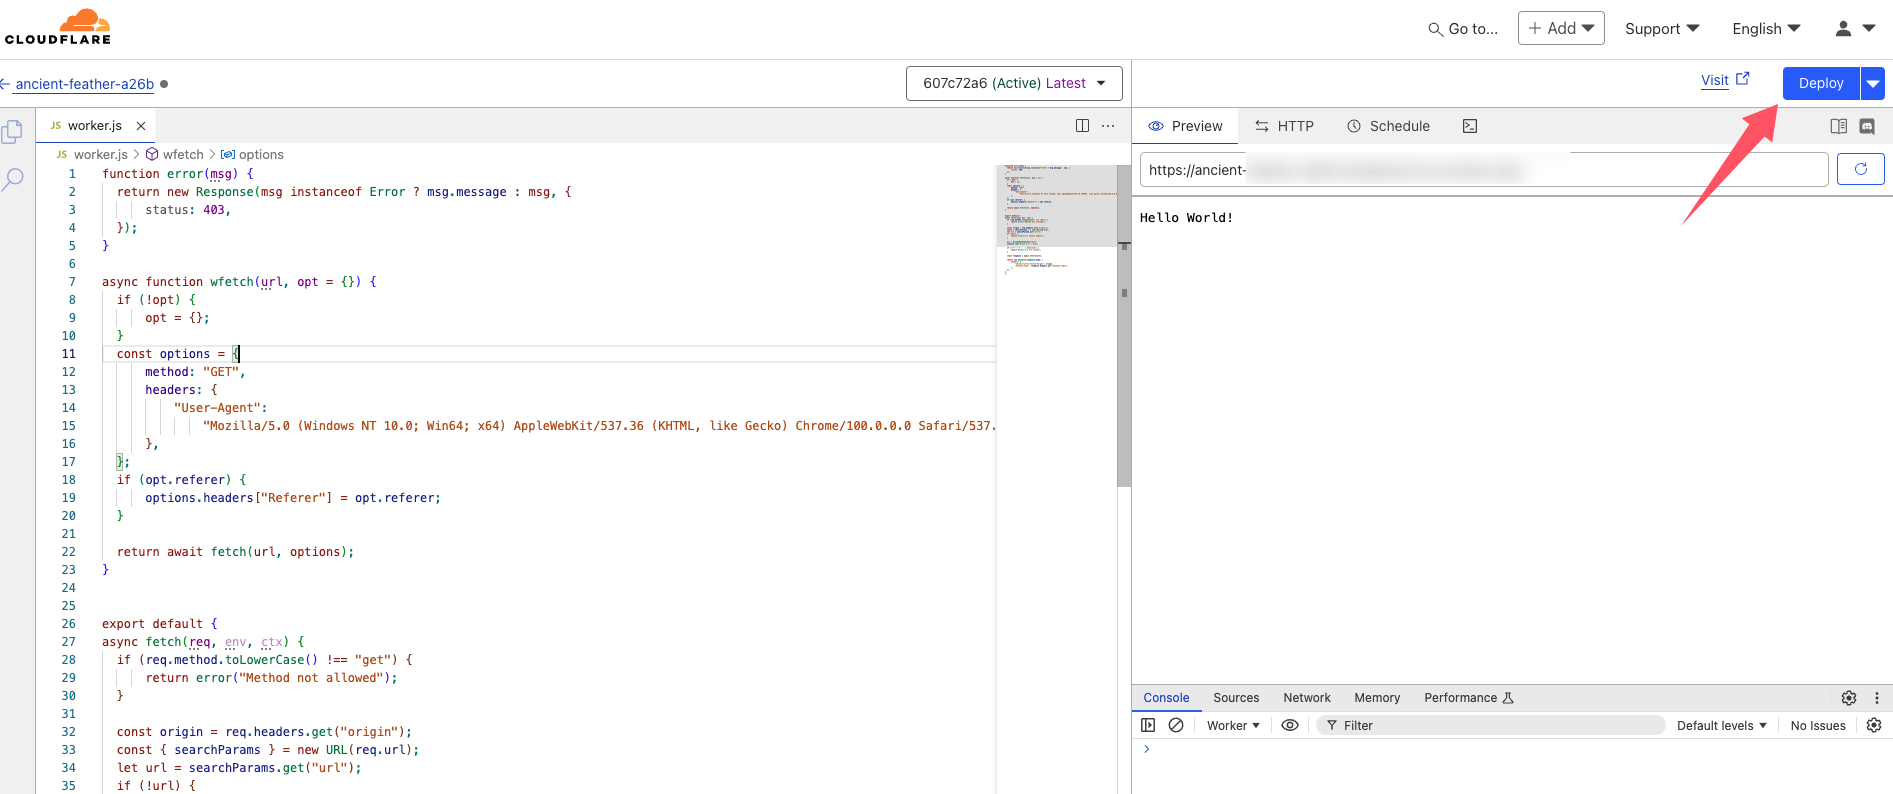 CLOUDFLARE
Go to...
+ Add
Support
English
ancient-feather-a26b
607c72a6 (Active) Latest
Visit
Deploy
JS worker.js
Preview
HTTP
Schedule
JS worker.js > wfetch > options
https://ancient-
Hello World!
1 function error(msg) {
2 return new Response(msg instanceof Error ? msg.message : msg, {
3 status: 403,
4 });
5 }
6
7 async function wfetch(url, opt = {}) {
8 if (!opt) {
9 opt = {};
10 }
11 const options = {
12 method: "GET",
13 headers: {
14 "User-Agent":
15 "Mozilla/5.0 (Windows NT 10.0; Win64; x64) AppleWebKit/537.36 (KHTML, like Gecko) Chrome/100.0.0.0 Safari/537.
16 },
17 };
18 if (opt.referer) {
19 options.headers["Referer"] = opt.referer;
20 }
21
22 return await fetch(url, options);
23 }
24
25
26 export default {
27 async fetch(req, env, ctx) {
28 if (req.method.toLowerCase() !== "get") {
29 return error("Method not allowed");
30 }
31
32 const origin = req.headers.get("origin");
33 const { searchParams } = new URL(req.url);
34 let url = searchParams.get("url");
35 if (!url) {
Console
Sources
Network
Memory
Performance
Worker
Filter
Default levels
No Issues